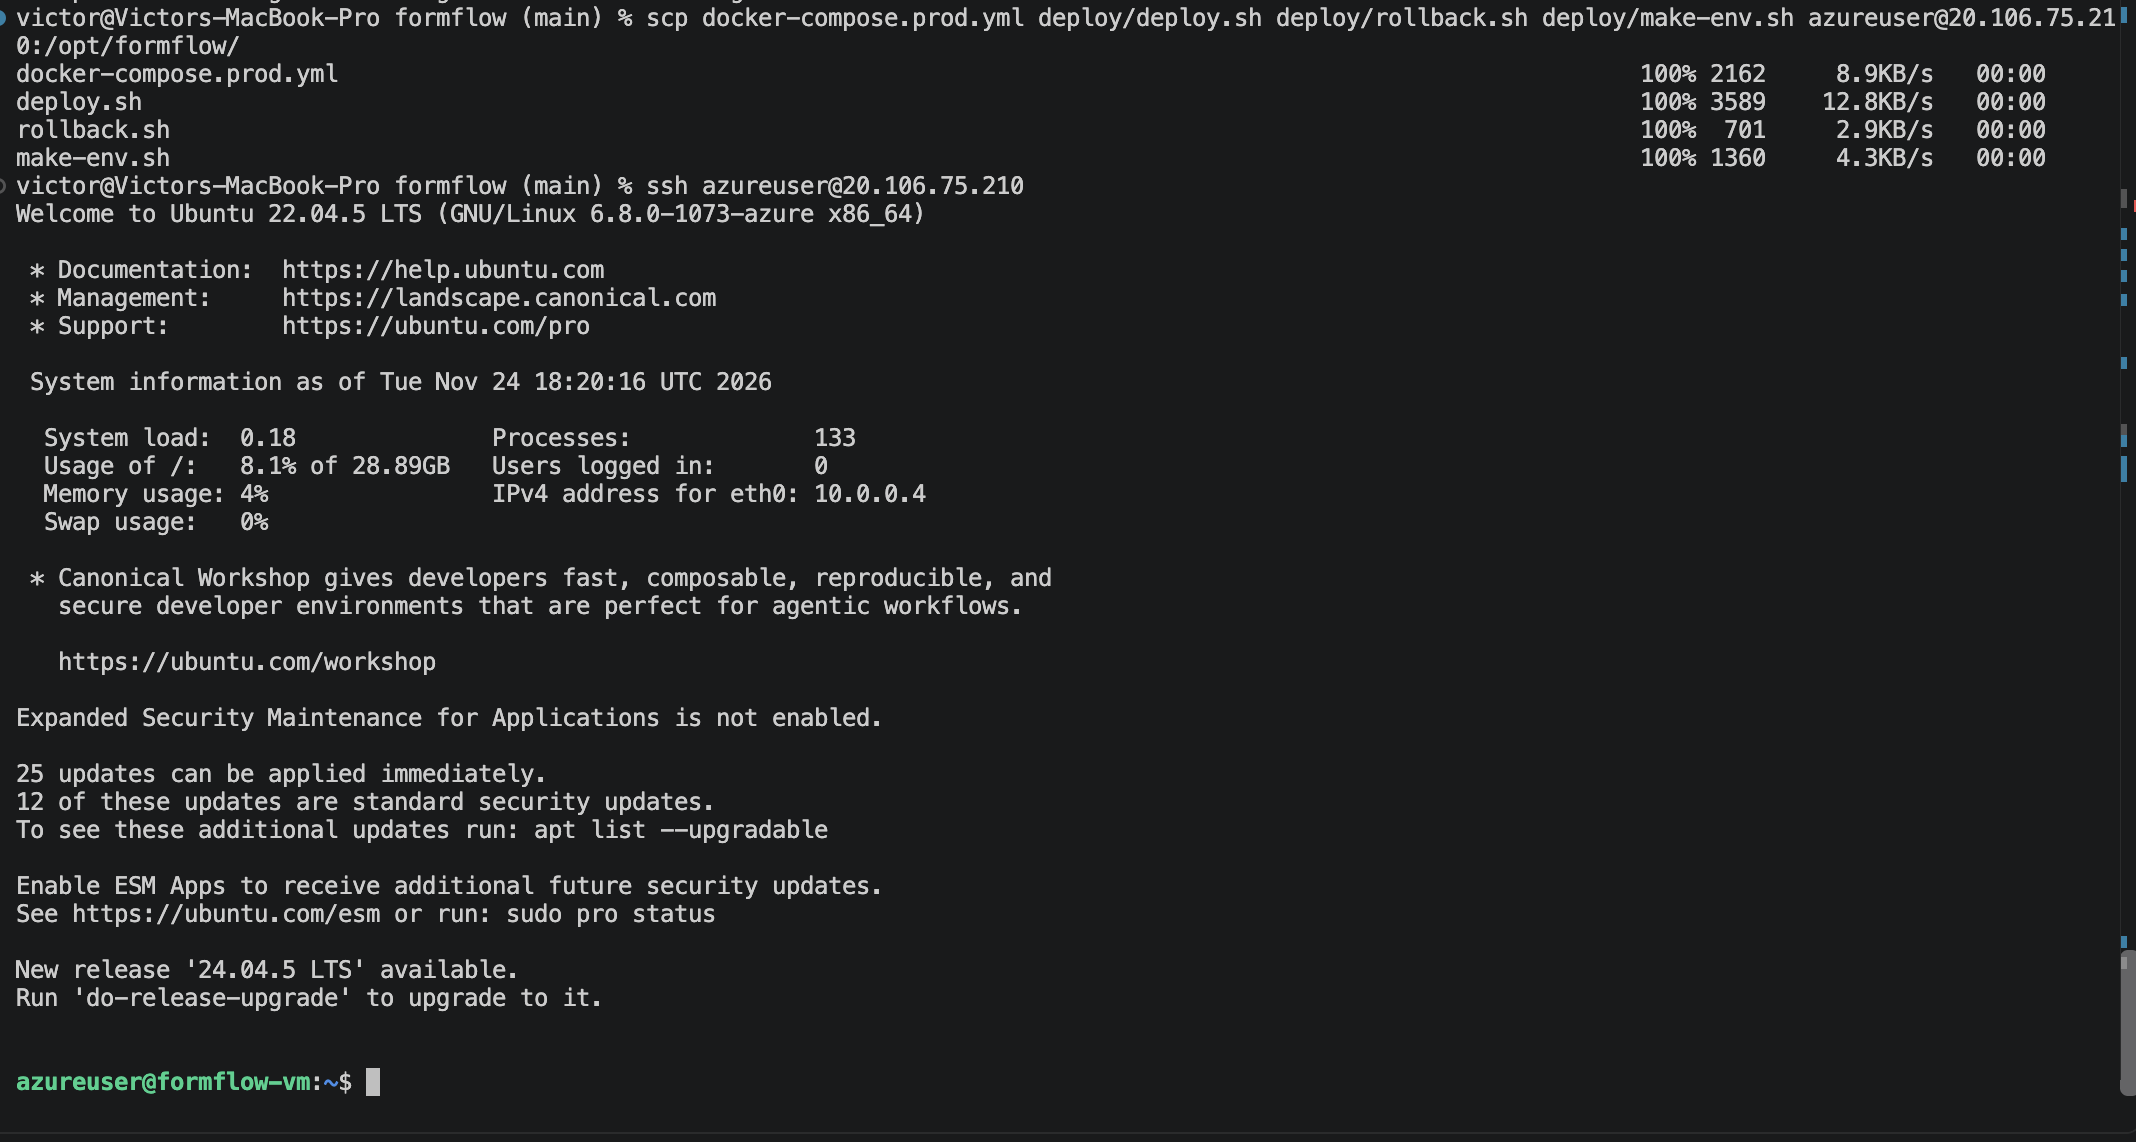 victor@Victors-MacBook-Pro formflow (main) % scp docker-compose.prod.yml deploy/deploy.sh deploy/rollback.sh deploy/make-env.sh azureuser@20.106.75.21
0:/opt/formflow/
docker-compose.prod.yml 100% 2162 8.9KB/s 00:00
deploy.sh 100% 3589 12.8KB/s 00:00
rollback.sh 100% 701 2.9KB/s 00:00
make-env.sh 100% 1360 4.3KB/s 00:00
victor@Victors-MacBook-Pro formflow (main) % ssh azureuser@20.106.75.210
Welcome to Ubuntu 22.04.5 LTS (GNU/Linux 6.8.0-1073-azure x86_64)
* Documentation: https://help.ubuntu.com
* Management: https://landscape.canonical.com
* Support: https://ubuntu.com/pro
System information as of Tue Nov 24 18:20:16 UTC 2026
System load: 0.18 Processes: 133
Usage of /: 8.1% of 28.89GB Users logged in: 0
Memory usage: 4% IPv4 address for eth0: 10.0.0.4
Swap usage: 0%
* Canonical Workshop gives developers fast, composable, reproducible, and
secure developer environments that are perfect for agentic workflows.
https://ubuntu.com/workshop
Expanded Security Maintenance for Applications is not enabled.
25 updates can be applied immediately.
12 of these updates are standard security updates.
To see these additional updates run: apt list --upgradable
Enable ESM Apps to receive additional future security updates.
See https://ubuntu.com/esm or run: sudo pro status
New release '24.04.5 LTS' available.
Run 'do-release-upgrade' to upgrade to it.
azureuser@formflow-vm:~$